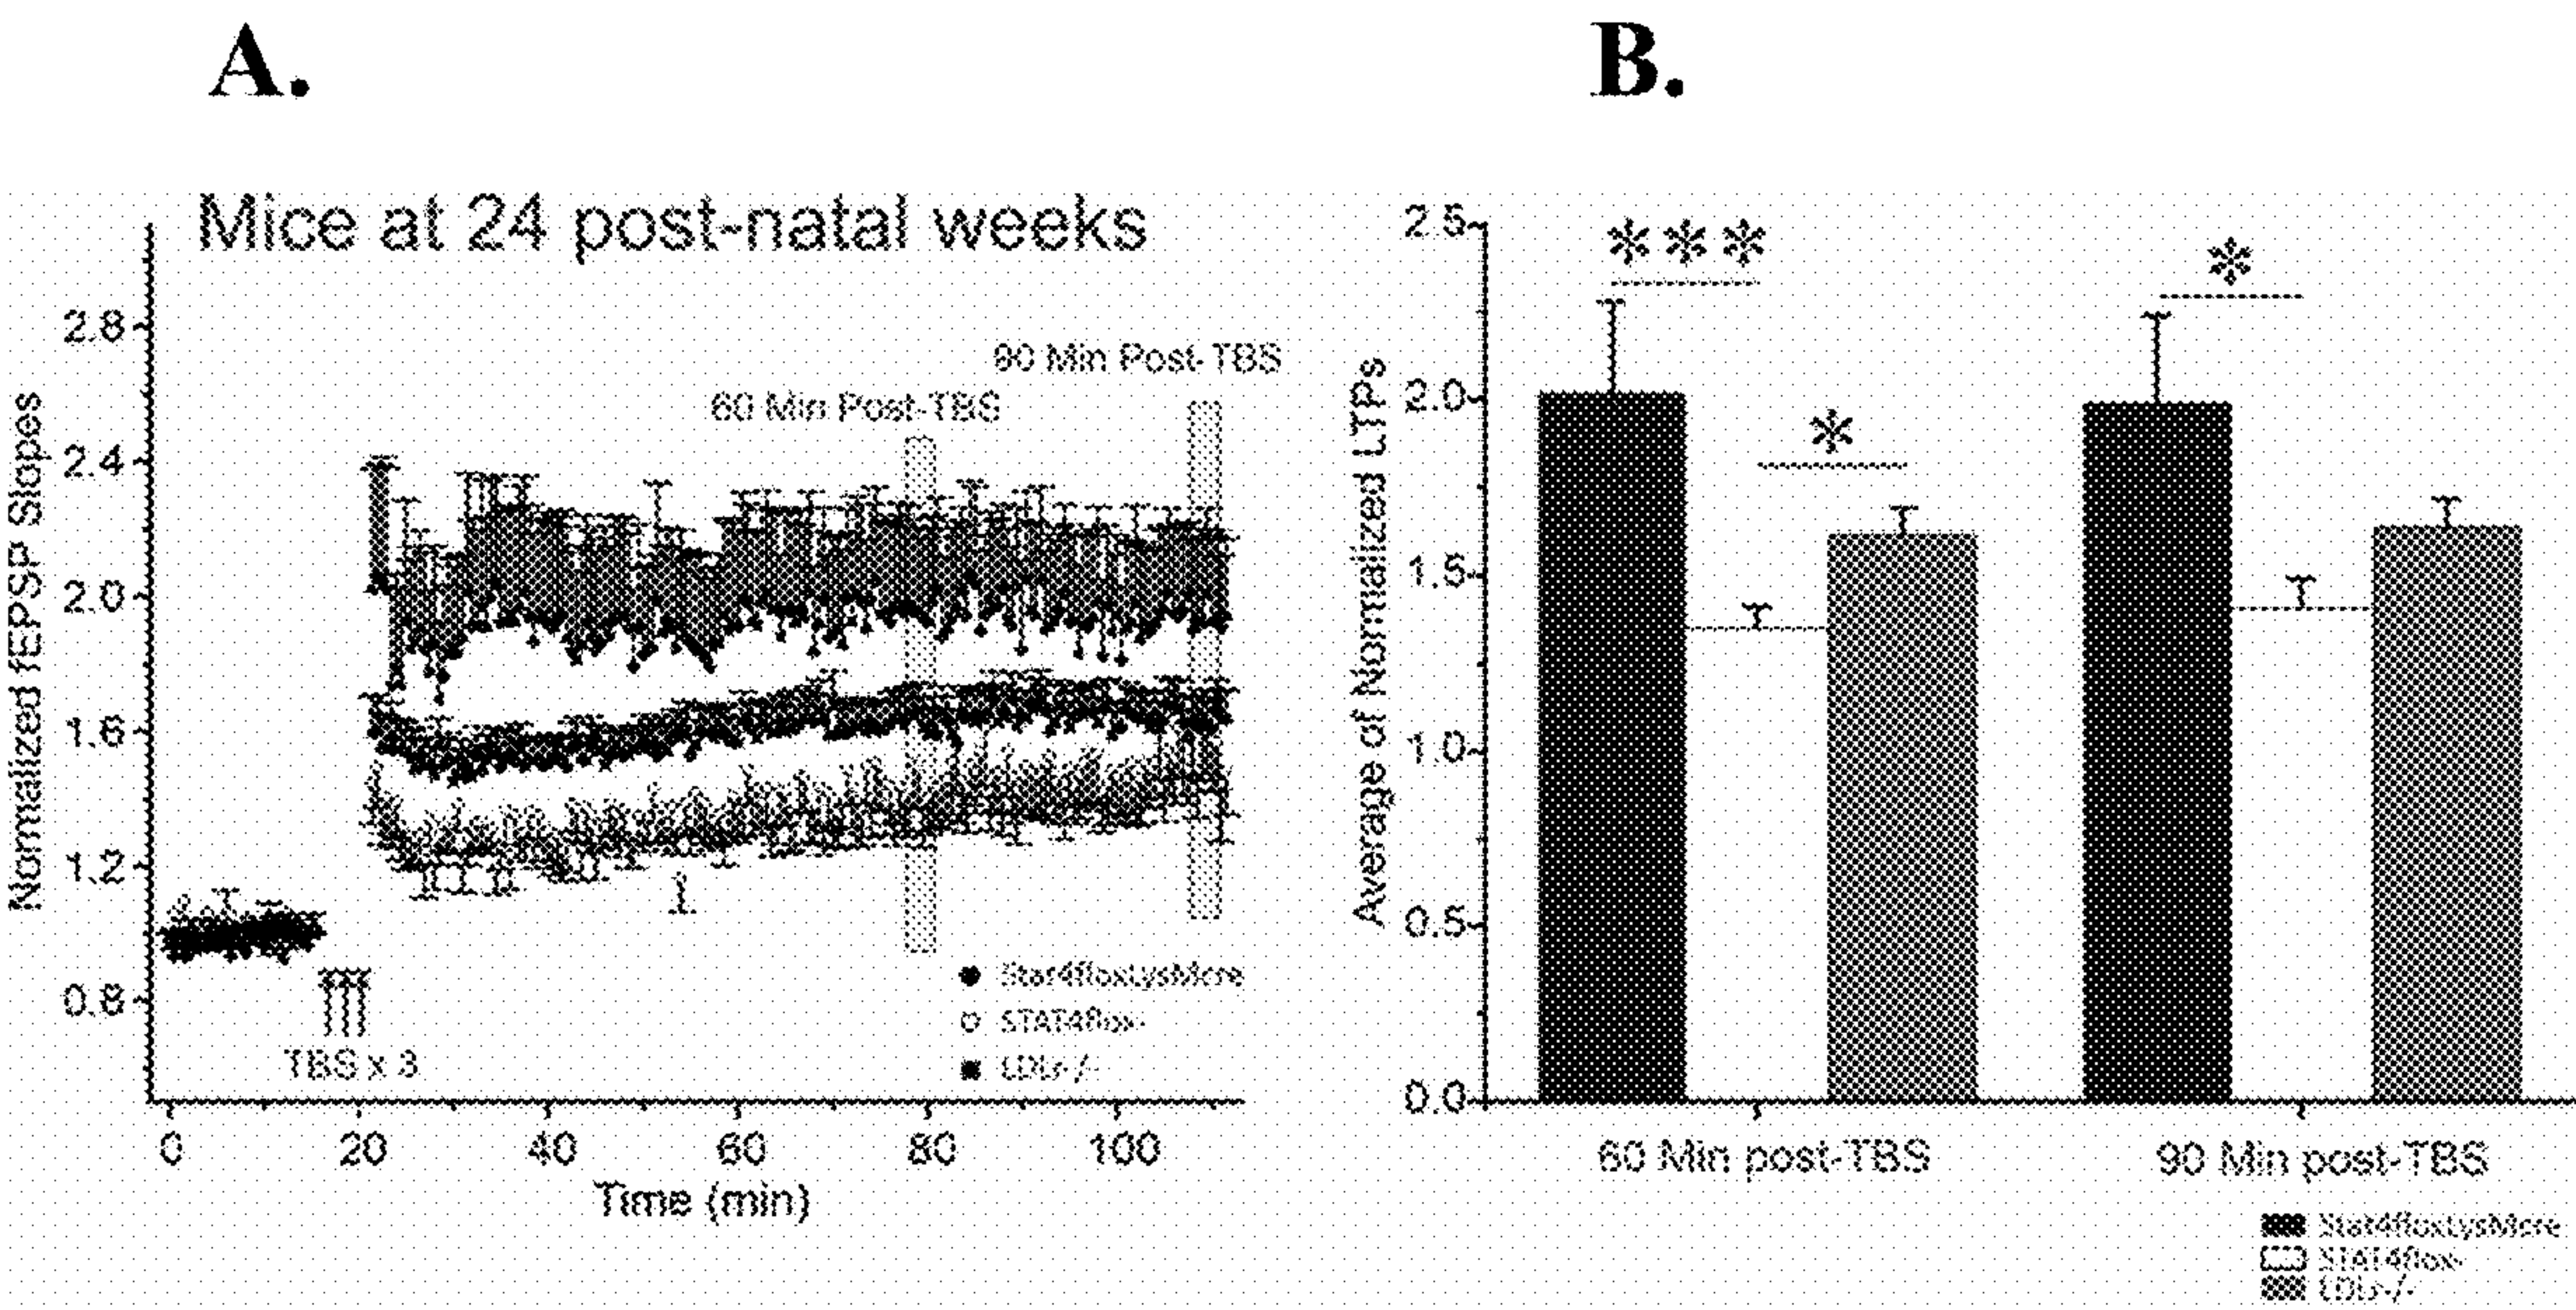 A.
B.
Mice at 24 post-natal weeks
Normalized fEPSP Slopes
2.8
2.4
2.0
1.6
1.2
0.8
90 Min Post-TBS
60 Min Post-TBS
TBS x 3
Stat4floxLysMcre
STAT4flox-
LDLr-/-
0 20 40 60 80 100
Time (min)
Average of Normalized LTPs
2.5
2.0
1.5
1.0
0.5
0.0
***
*
*
60 Min post-TBS 90 Min post-TBS
Stat4floxLysMcre
STAT4flox-
LDLr-/-